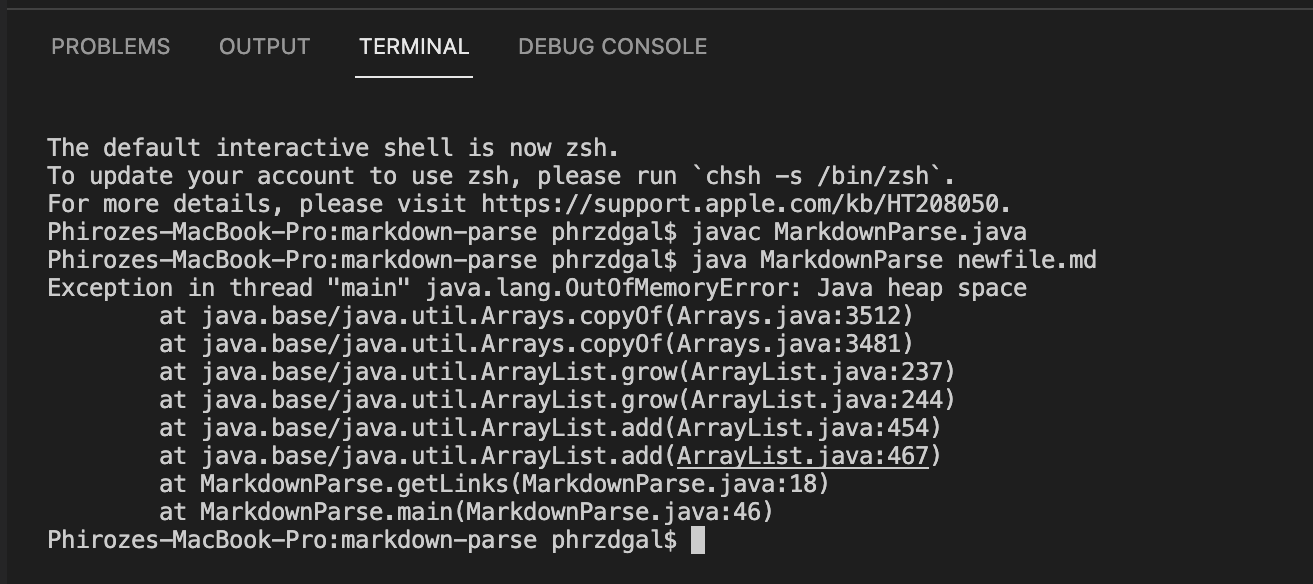 PROBLEMS OUTPUT TERMINAL DEBUG CONSOLE
The default interactive shell is now zsh.
To update your account to use zsh, please run `chsh -s /bin/zsh`.
For more details, please visit https://support.apple.com/kb/HT208050.
Phirozes-MacBook-Pro:markdown-parse phrzdgal$ javac MarkdownParse.java
Phirozes-MacBook-Pro:markdown-parse phrzdgal$ java MarkdownParse newfile.md
Exception in thread "main" java.lang.OutOfMemoryError: Java heap space
        at java.base/java.util.Arrays.copyOf(Arrays.java:3512)
        at java.base/java.util.Arrays.copyOf(Arrays.java:3481)
        at java.base/java.util.ArrayList.grow(ArrayList.java:237)
        at java.base/java.util.ArrayList.grow(ArrayList.java:244)
        at java.base/java.util.ArrayList.add(ArrayList.java:454)
        at java.base/java.util.ArrayList.add(ArrayList.java:467)
        at MarkdownParse.getLinks(MarkdownParse.java:18)
        at MarkdownParse.main(MarkdownParse.java:46)
Phirozes-MacBook-Pro:markdown-parse phrzdgal$